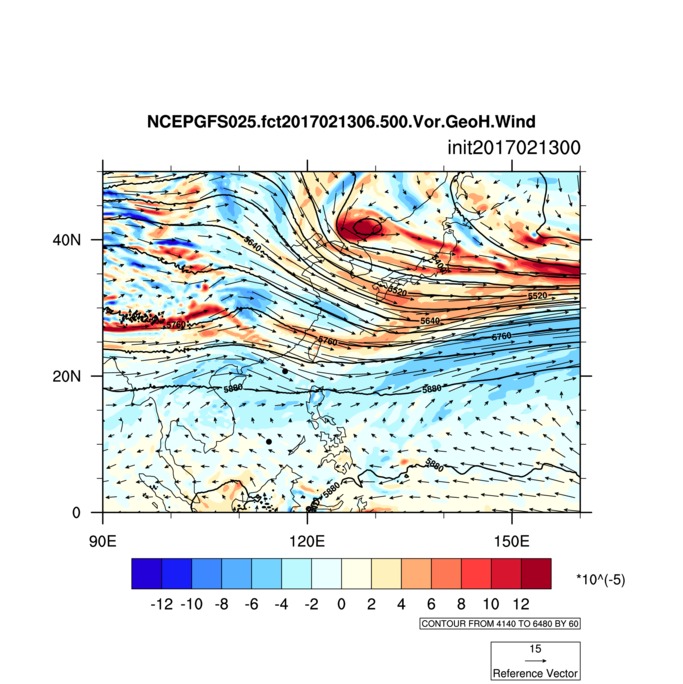 NCEPGFS025.fct2017021306.500.Vor.GeoH.Wind
init2017021300
40N
20N
0
90E
120E
150E
5640
5520
5520
5640
5760
5760
5760
5880
5880
5880
5880
-12 -10 -8 -6 -4 -2 0 2 4 6 8 10 12
*10^(-5)
CONTOUR FROM 4140 TO 6480 BY 60
15
Reference Vector